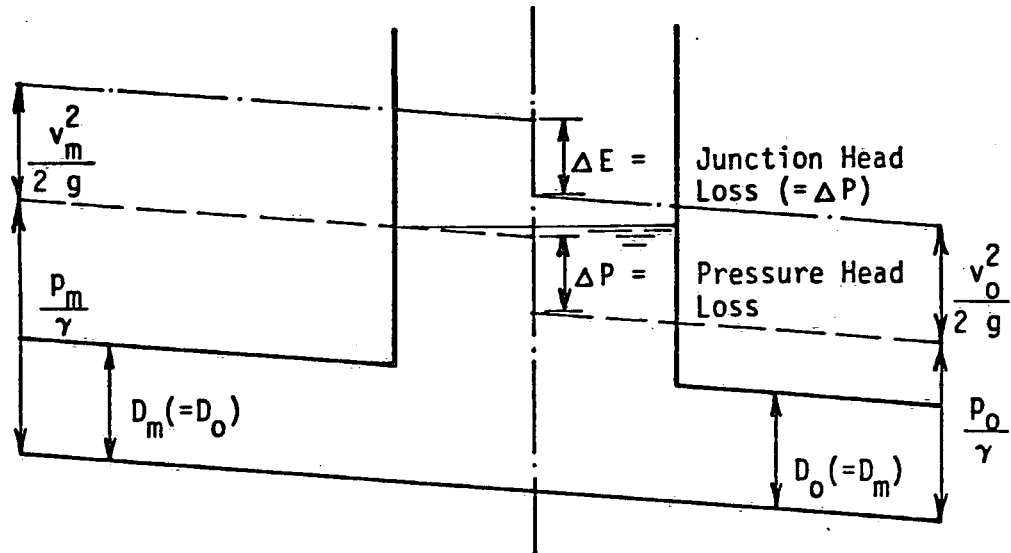 v_m^2
2 g
p_m
γ
D_m(=D_o)
ΔE = Junction Head
Loss (=ΔP)
ΔP = Pressure Head
Loss
D_o(=D_m)
v_o^2
2 g
p_o
γ